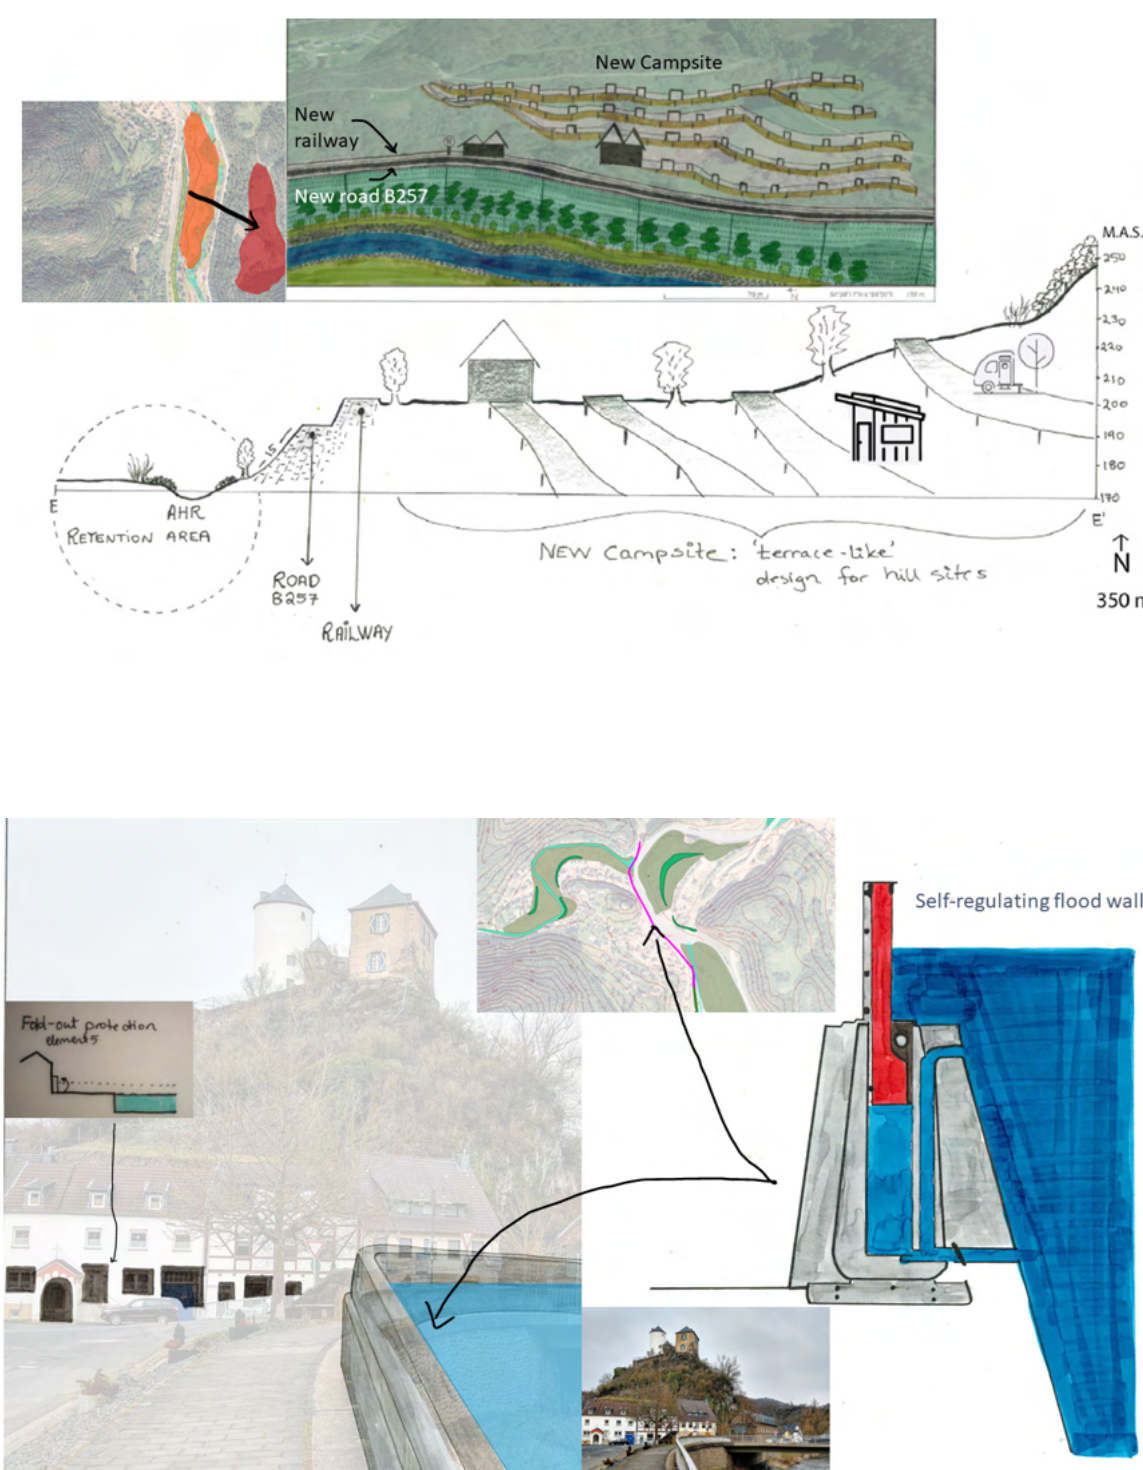 New Campsite
New
railway
New road B257
M.A.S.
250
240
230
220
210
200
190
180
170
15
E
AHR
RETENTION AREA
ROAD
B257
RAILWAY
E'
NEW Campsite: 'terrace-like'
design for hill sites
N
350 m
Self-regulating flood wall
Fold-out protection
elements